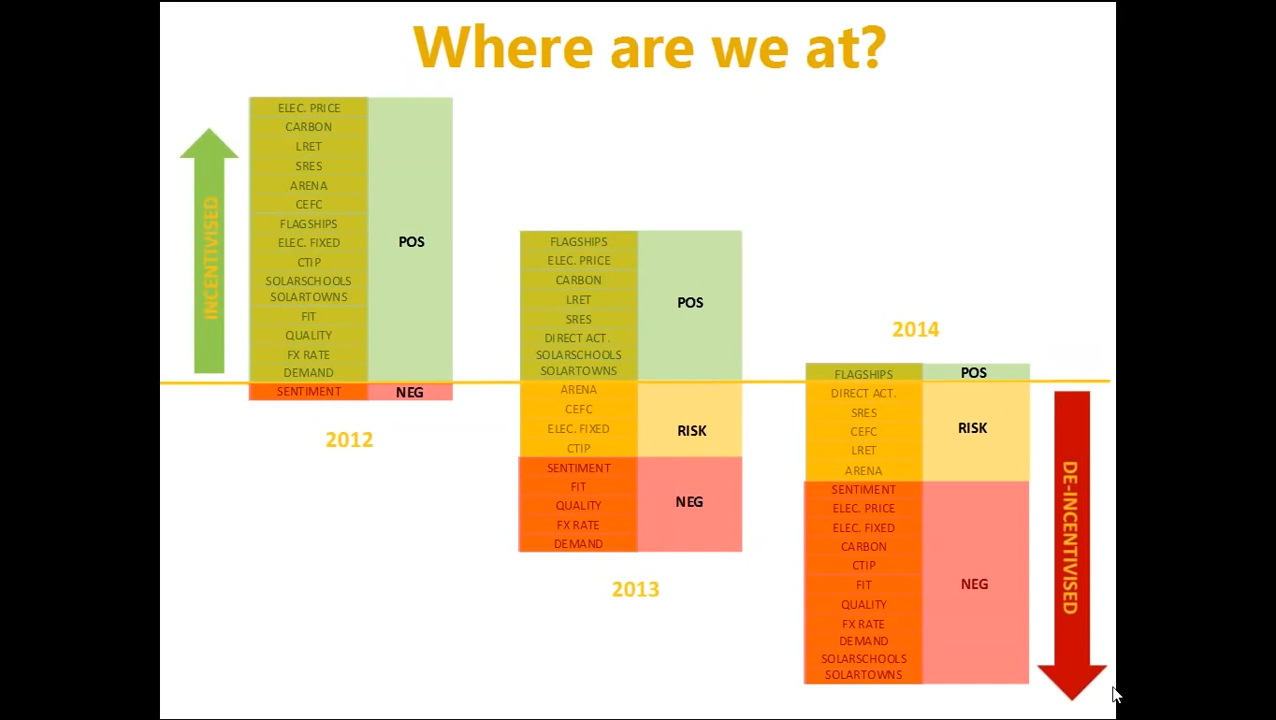 Where are we at?
INCENTIVISED
ELEC. PRICE
CARBON
LRET
SRES
ARENA
CEFC
FLAGSHIPS
ELEC. FIXED
CTIP
SOLARSCHOOLS
SOLARTOWNS
FIT
QUALITY
FX RATE
DEMAND
SENTIMENT
POS
NEG
2012
FLAGSHIPS
ELEC. PRICE
CARBON
LRET
SRES
DIRECT ACT.
SOLARSCHOOLS
SOLARTOWNS
ARENA
CEFC
ELEC. FIXED
CTIP
SENTIMENT
FIT
QUALITY
FX RATE
DEMAND
POS
RISK
NEG
2013
2014
FLAGSHIPS
DIRECT ACT.
SRES
CEFC
LRET
ARENA
SENTIMENT
ELEC. PRICE
ELEC. FIXED
CARBON
CTIP
FIT
QUALITY
FX RATE
DEMAND
SOLARSCHOOLS
SOLARTOWNS
POS
RISK
NEG
DE-INCENTIVISED